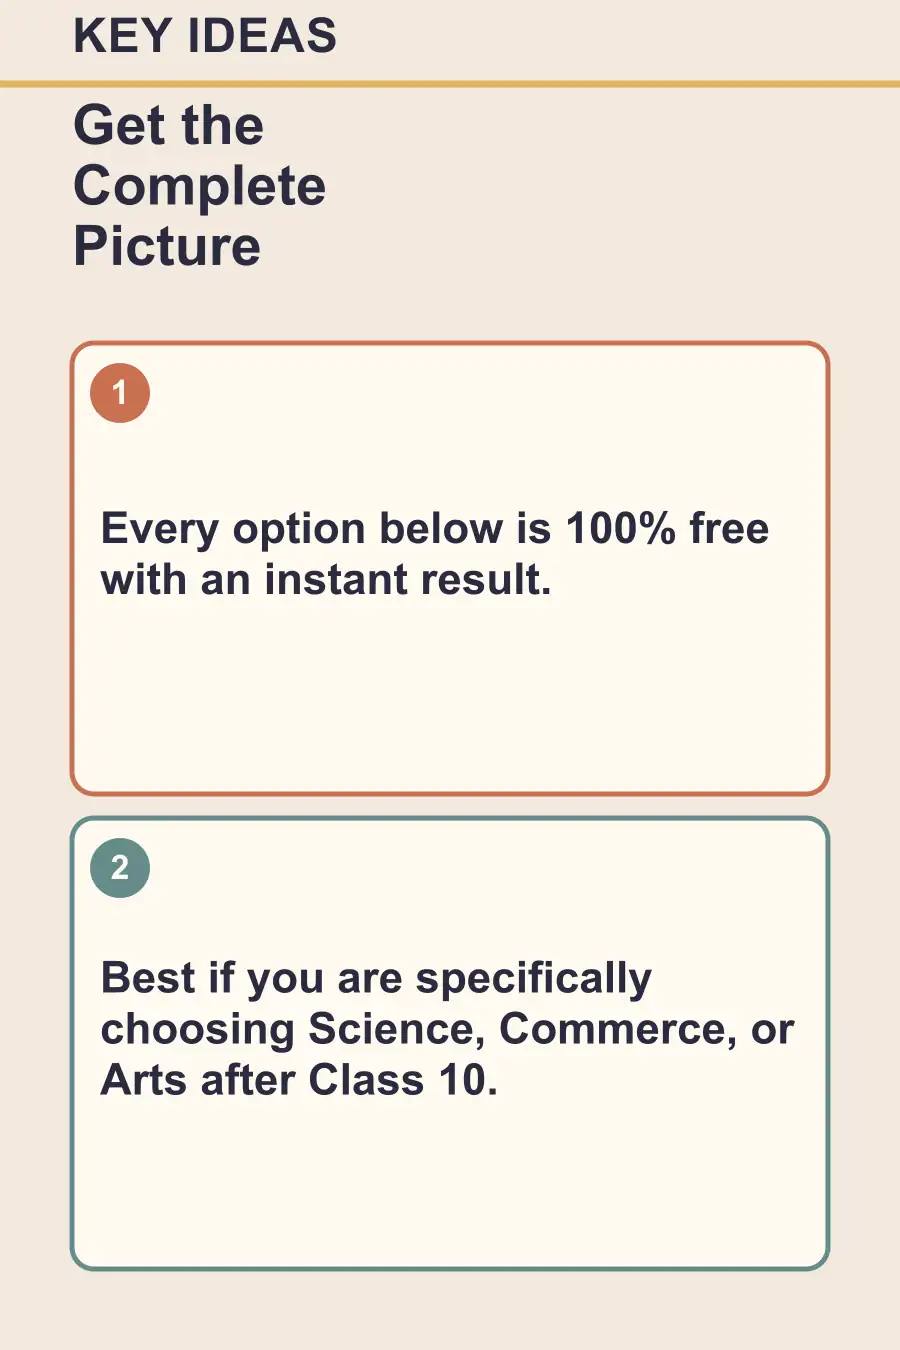 KEY IDEAS
Get the
Complete
Picture
1
Every option below is 100% free
with an instant result.
2
Best if you are specifically
choosing Science, Commerce, or
Arts after Class 10.